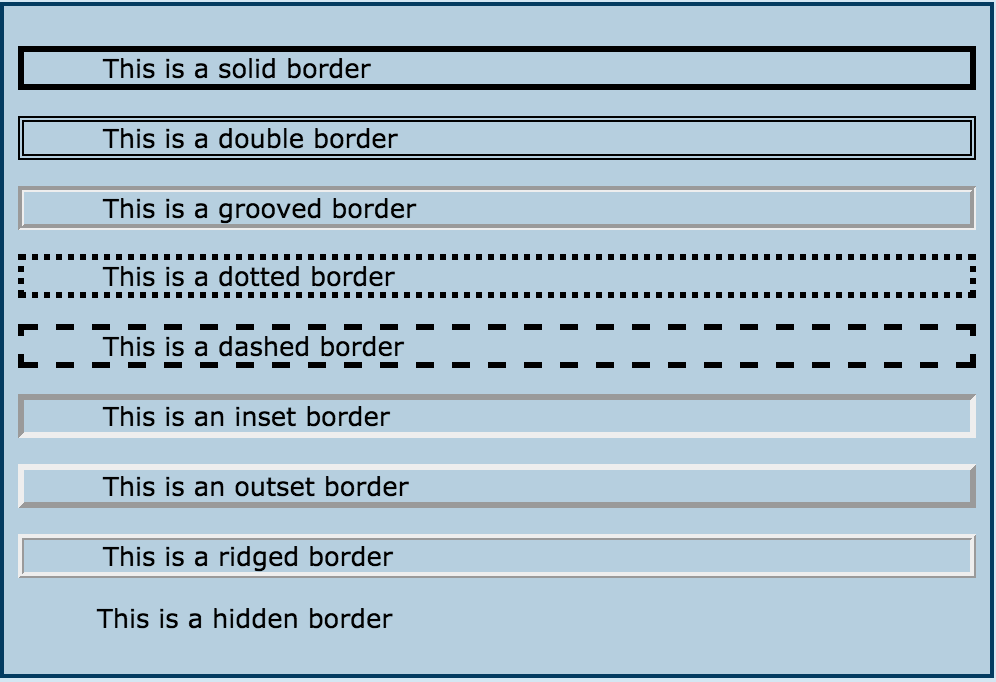 This is a solid border
This is a double border
This is a grooved border
This is a dotted border
This is a dashed border
This is an inset border
This is an outset border
This is a ridged border
This is a hidden border